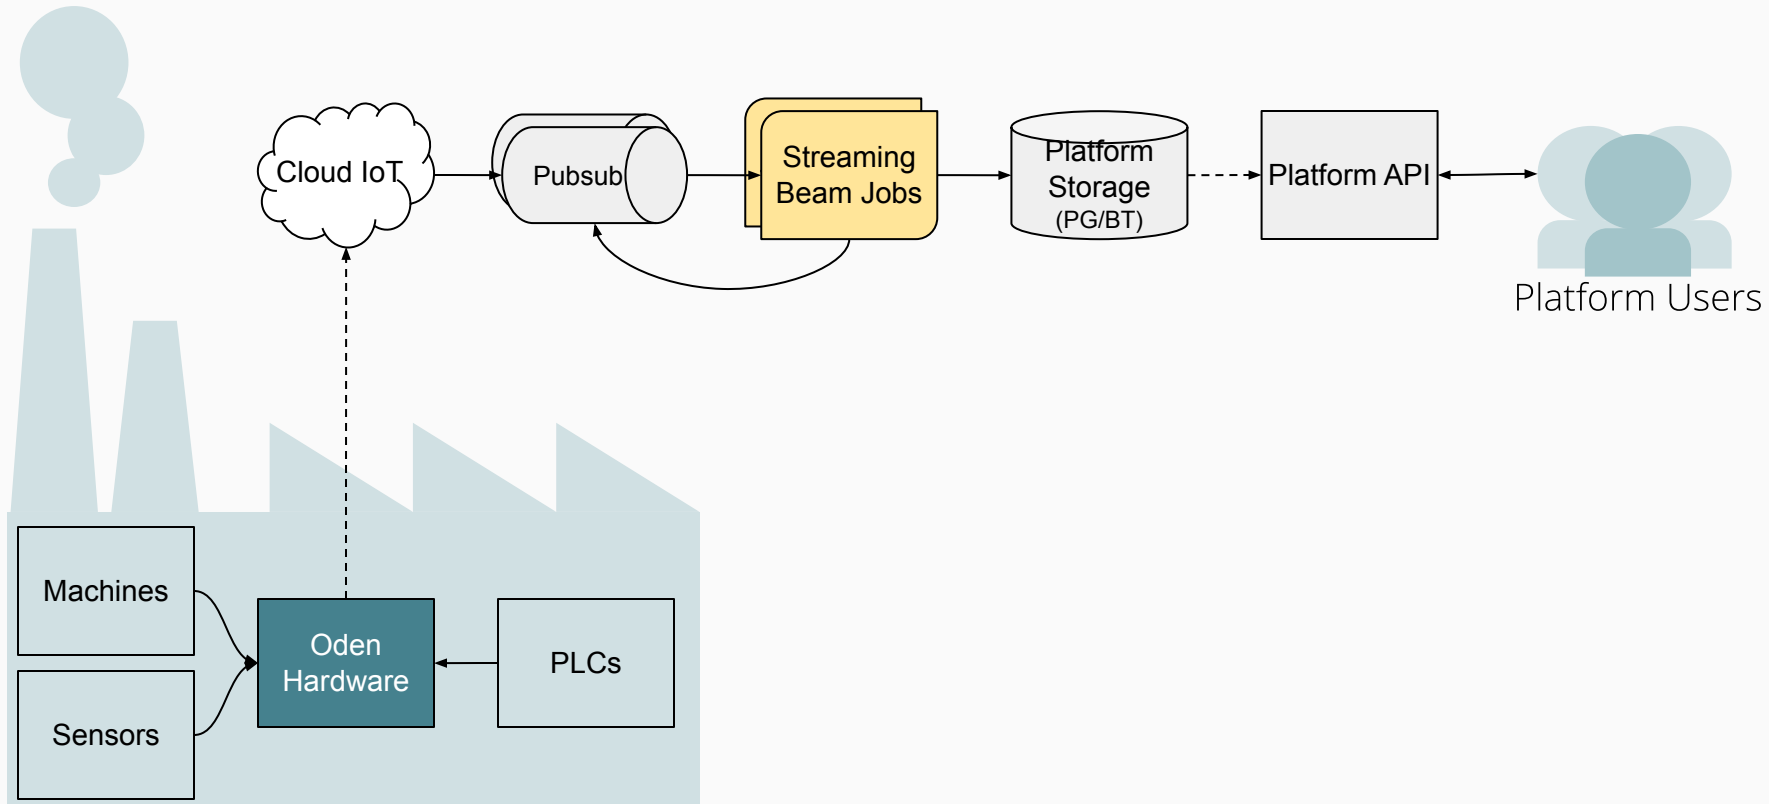 Cloud IoT
Pubsub
Streaming
Beam Jobs
Platform
Storage
(PG/BT)
Platform API
Platform Users
Machines
Sensors
Oden
Hardware
PLCs